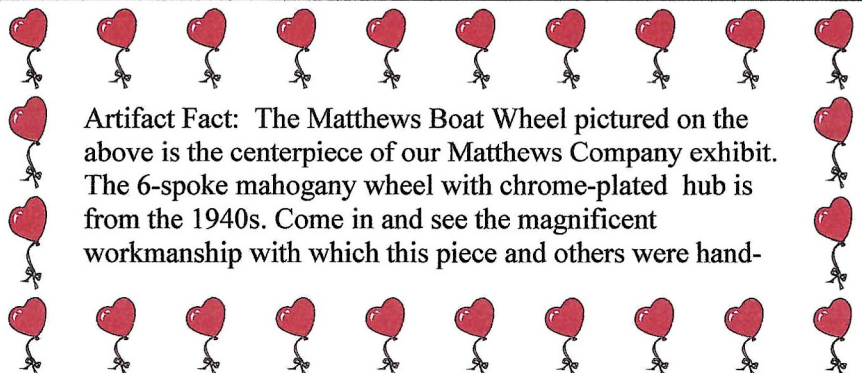 Artifact Fact:  The Matthews Boat Wheel pictured on the
above is the centerpiece of our Matthews Company exhibit.
The 6-spoke mahogany wheel with chrome-plated  hub is
from the 1940s. Come in and see the magnificent
workmanship with which this piece and others were hand-